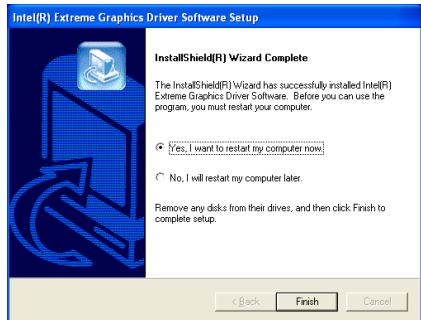 Intel(R) Extreme Graphics Driver Software Setup
InstallShield(R) Wizard Complete
The InstallShield(R) Wizard has successfully installed Intel(R)
Extreme Graphics Driver Software. Before you can use the
program, you must restart your computer.
Yes, I want to restart my computer now.
No, I will restart my computer later.
Remove any disks from their drives, and then click Finish to
complete setup.
< Back
Finish
Cancel